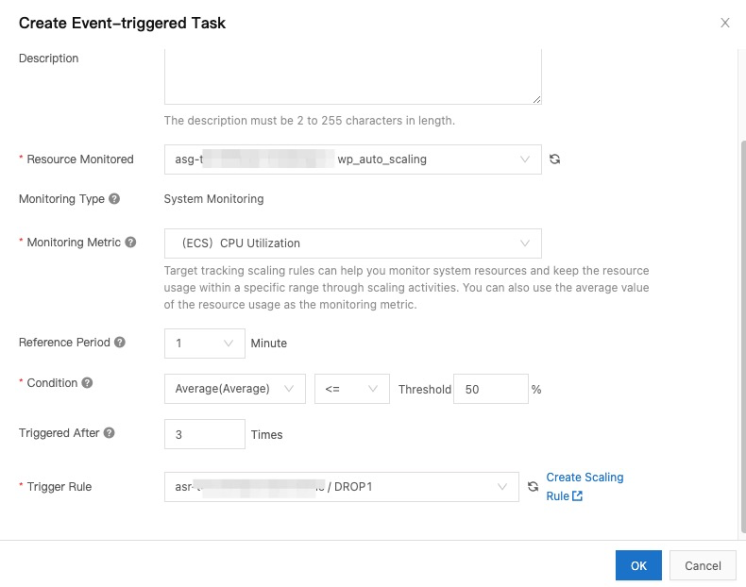 Create Event-triggered Task
Description
The description must be 2 to 255 characters in length.
* Resource Monitored
asg- wp_auto_scaling
Monitoring Type
System Monitoring
* Monitoring Metric
(ECS) CPU Utilization
Target tracking scaling rules can help you monitor system resources and keep the resource
usage within a specific range through scaling activities. You can also use the average value
of the resource usage as the monitoring metric.
Reference Period
1 Minute
* Condition
Average(Average) <= Threshold 50 %
Triggered After
3 Times
* Trigger Rule
asr- / DROP1
Create Scaling
Rule
OK Cancel